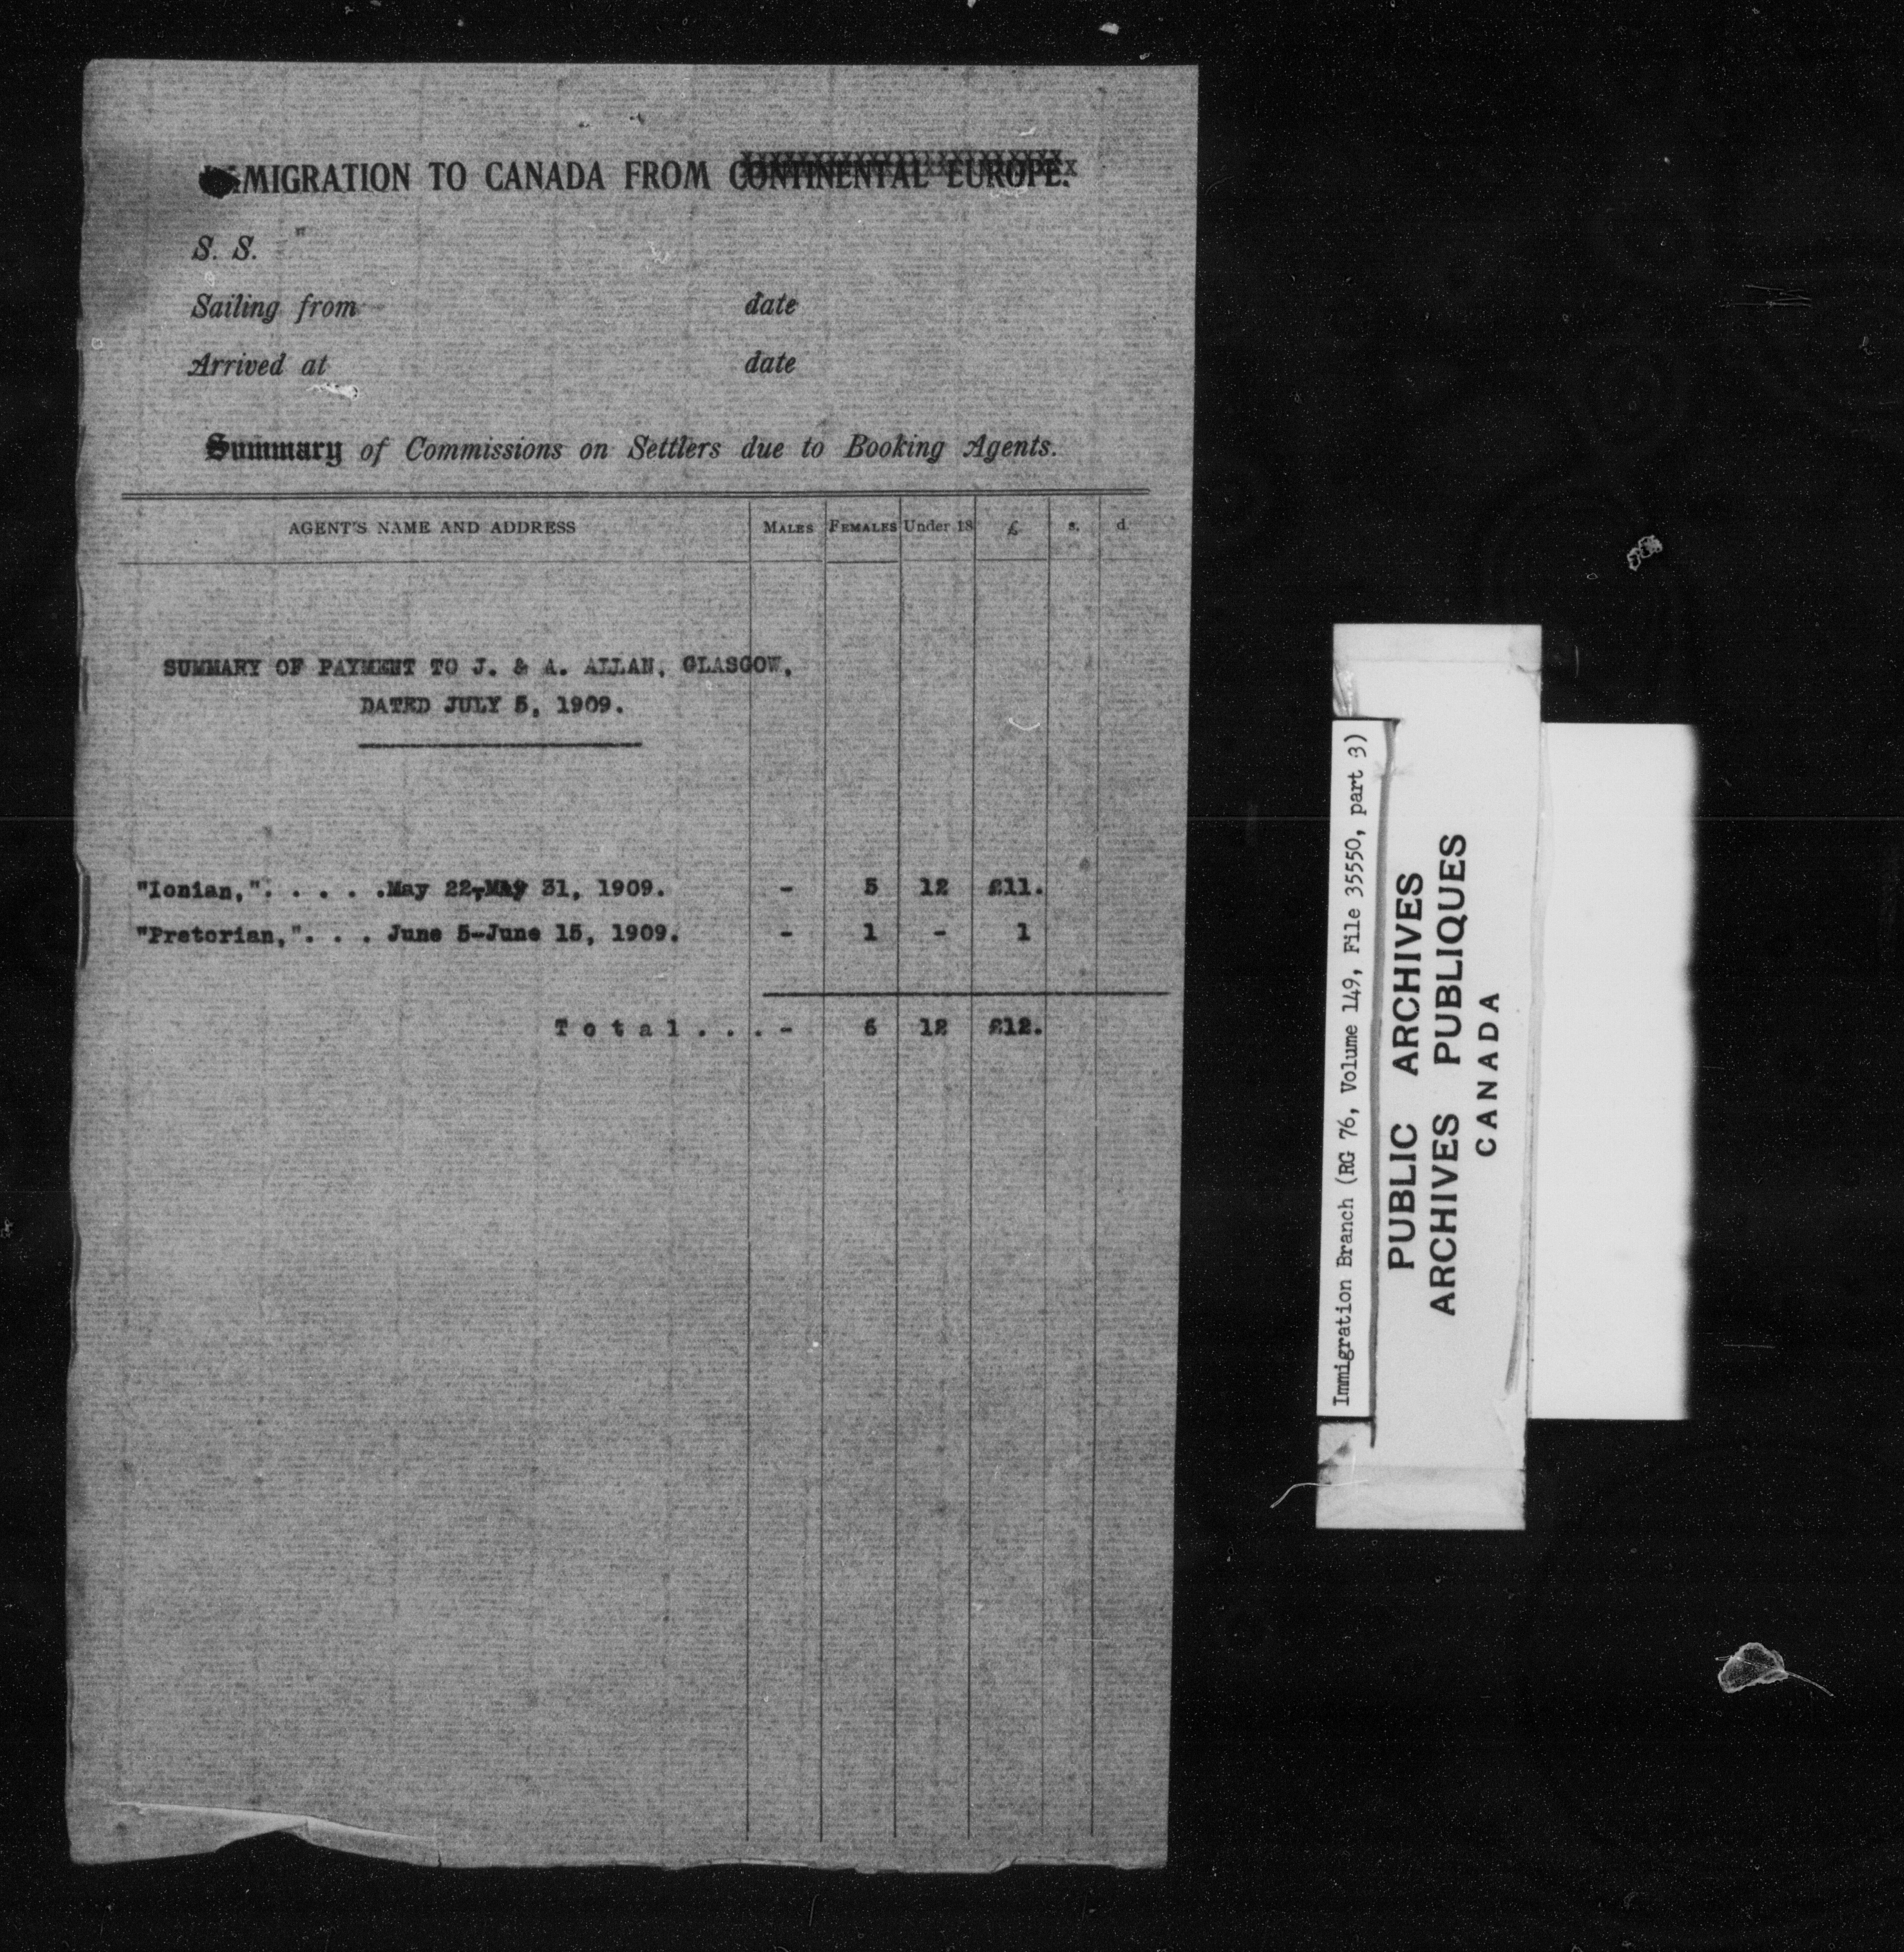 IMMIGRATION TO CANADA FROM CONTINENTAL EUROPE.
S. S. "
Sailing from date
Arrived at date
Summary of Commissions on Settlers due to Booking Agents.
AGENT'S NAME AND ADDRESS MALES FEMALES Under 18 £ s. d.
SUMMARY OF PAYMENT TO J. & A. ALLAN, GLASGOW,
DATED JULY 5, 1909.
"Ionian,". . . . .May 22-May 31, 1909. - 5 12 £11.
"Pretorian,". . . June 5-June 15, 1909. - 1 - 1
Total . . . - 6 12 £12.
Immigration Branch (RG 76, Volume 149, File 35550, part 3)
PUBLIC ARCHIVES
ARCHIVES PUBLIQUES
CANADA